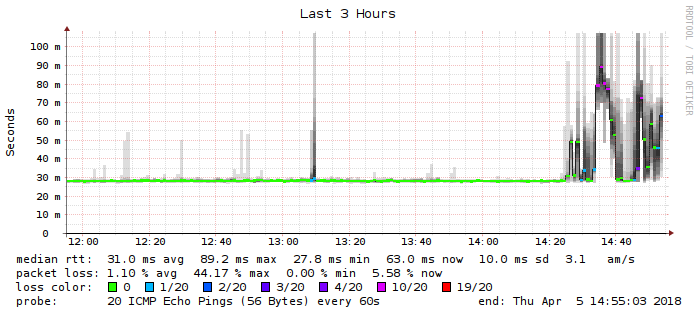 Last 3 Hours
RRDTOOL / TOBI OETIKER
Seconds
100 m
90 m
80 m
70 m
60 m
50 m
40 m
30 m
20 m
10 m
0
12:00 12:20 12:40 13:00 13:20 13:40 14:00 14:20 14:40
median rtt: 31.0 ms avg 89.2 ms max 27.8 ms min 63.0 ms now 10.0 ms sd 3.1 am/s
packet loss: 1.10 % avg 44.17 % max 0.00 % min 5.58 % now
loss color: 0 1/20 2/20 3/20 4/20 10/20 19/20
probe: 20 ICMP Echo Pings (56 Bytes) every 60s end: Thu Apr 5 14:55:03 2018